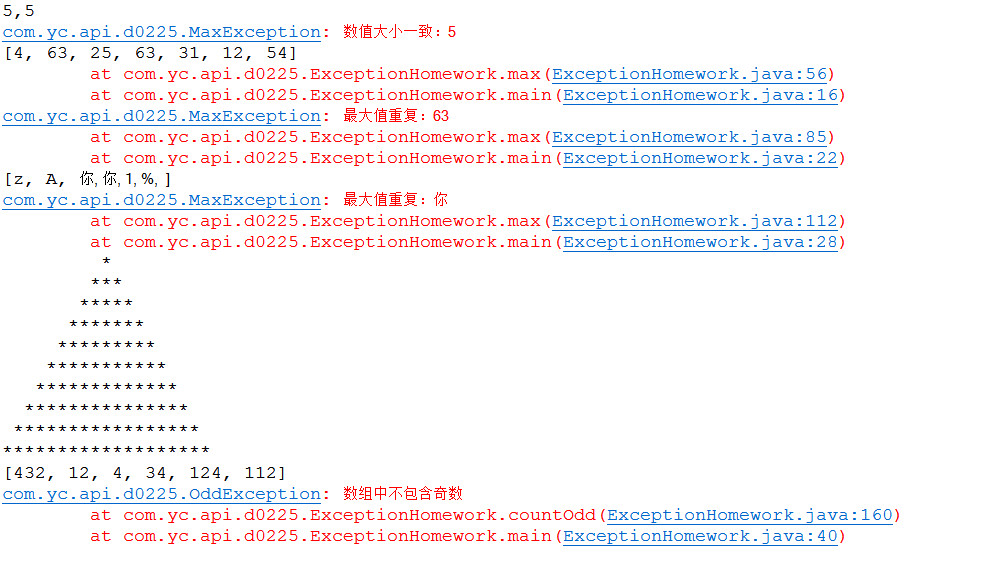 5,5
com.yc.api.d0225.MaxException: 数值大小一致：5
[4, 63, 25, 63, 31, 12, 54]
at com.yc.api.d0225.ExceptionHomework.max(ExceptionHomework.java:56)
at com.yc.api.d0225.ExceptionHomework.main(ExceptionHomework.java:16)
com.yc.api.d0225.MaxException: 最大值重复：63
at com.yc.api.d0225.ExceptionHomework.max(ExceptionHomework.java:85)
at com.yc.api.d0225.ExceptionHomework.main(ExceptionHomework.java:22)
[z, A, 你,你,1,%,]
com.yc.api.d0225.MaxException: 最大值重复：你
at com.yc.api.d0225.ExceptionHomework.max(ExceptionHomework.java:112)
at com.yc.api.d0225.ExceptionHomework.main(ExceptionHomework.java:28)
*
***
*****
*******
*********
***********
*************
***************
*****************
*******************
[432, 12, 4, 34, 124, 112]
com.yc.api.d0225.OddException: 数组中不包含奇数
at com.yc.api.d0225.ExceptionHomework.countOdd(ExceptionHomework.java:160)
at com.yc.api.d0225.ExceptionHomework.main(ExceptionHomework.java:40)